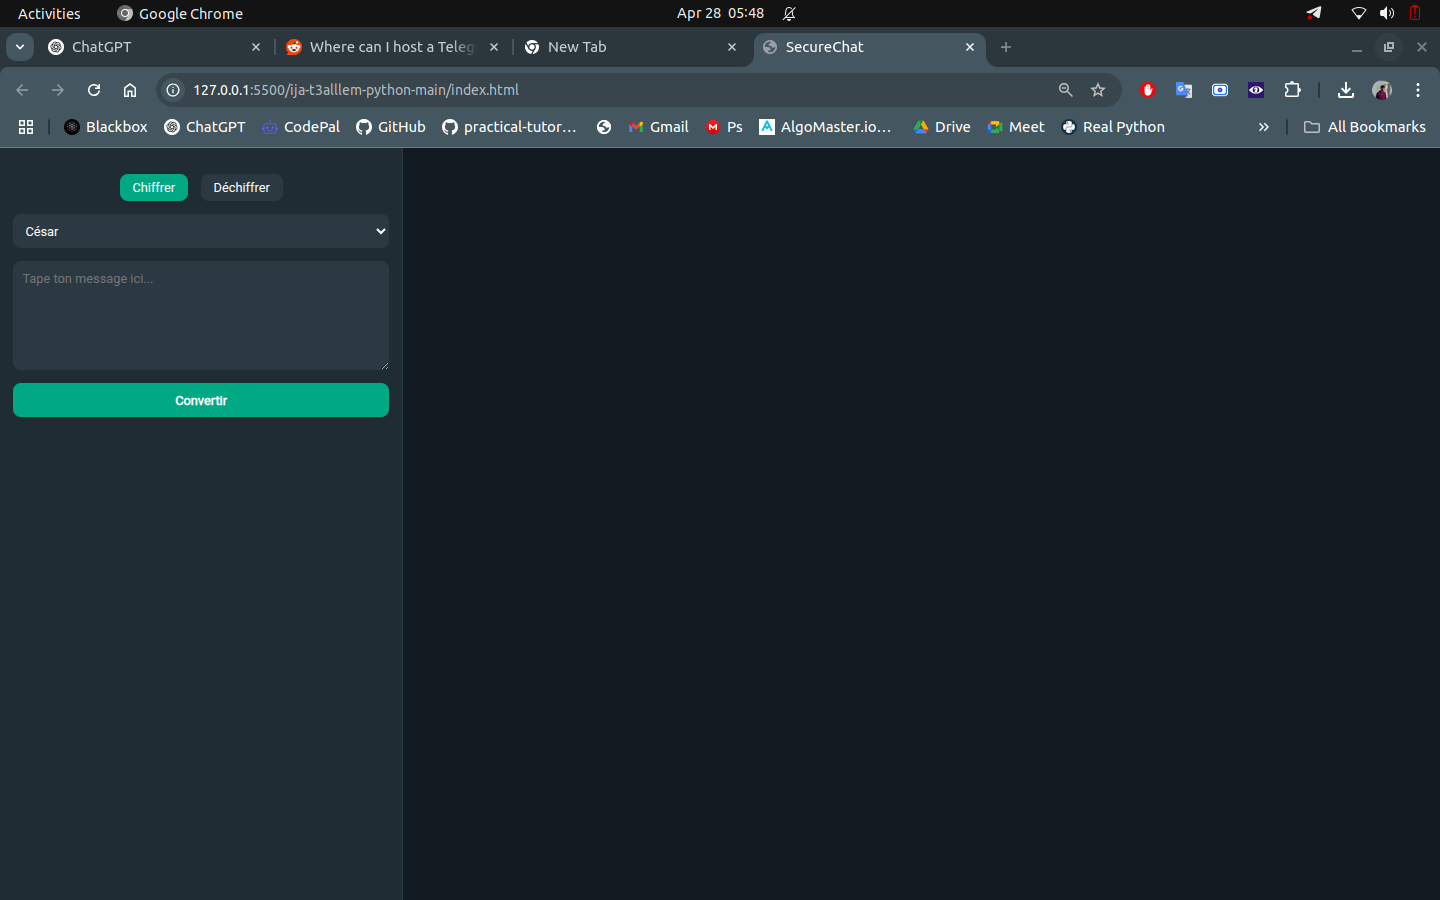 Activities
Google Chrome
Apr 28 05:48
ChatGPT
Where can I host a Teleg
New Tab
SecureChat
127.0.0.1:5500/ija-t3alllem-python-main/index.html
Blackbox
ChatGPT
CodePal
GitHub
practical-tutor...
Gmail
Ps
AlgoMaster.io...
Drive
Meet
Real Python
»
All Bookmarks
Chiffrer
Déchiffrer
César
Tape ton message ici...
Convertir